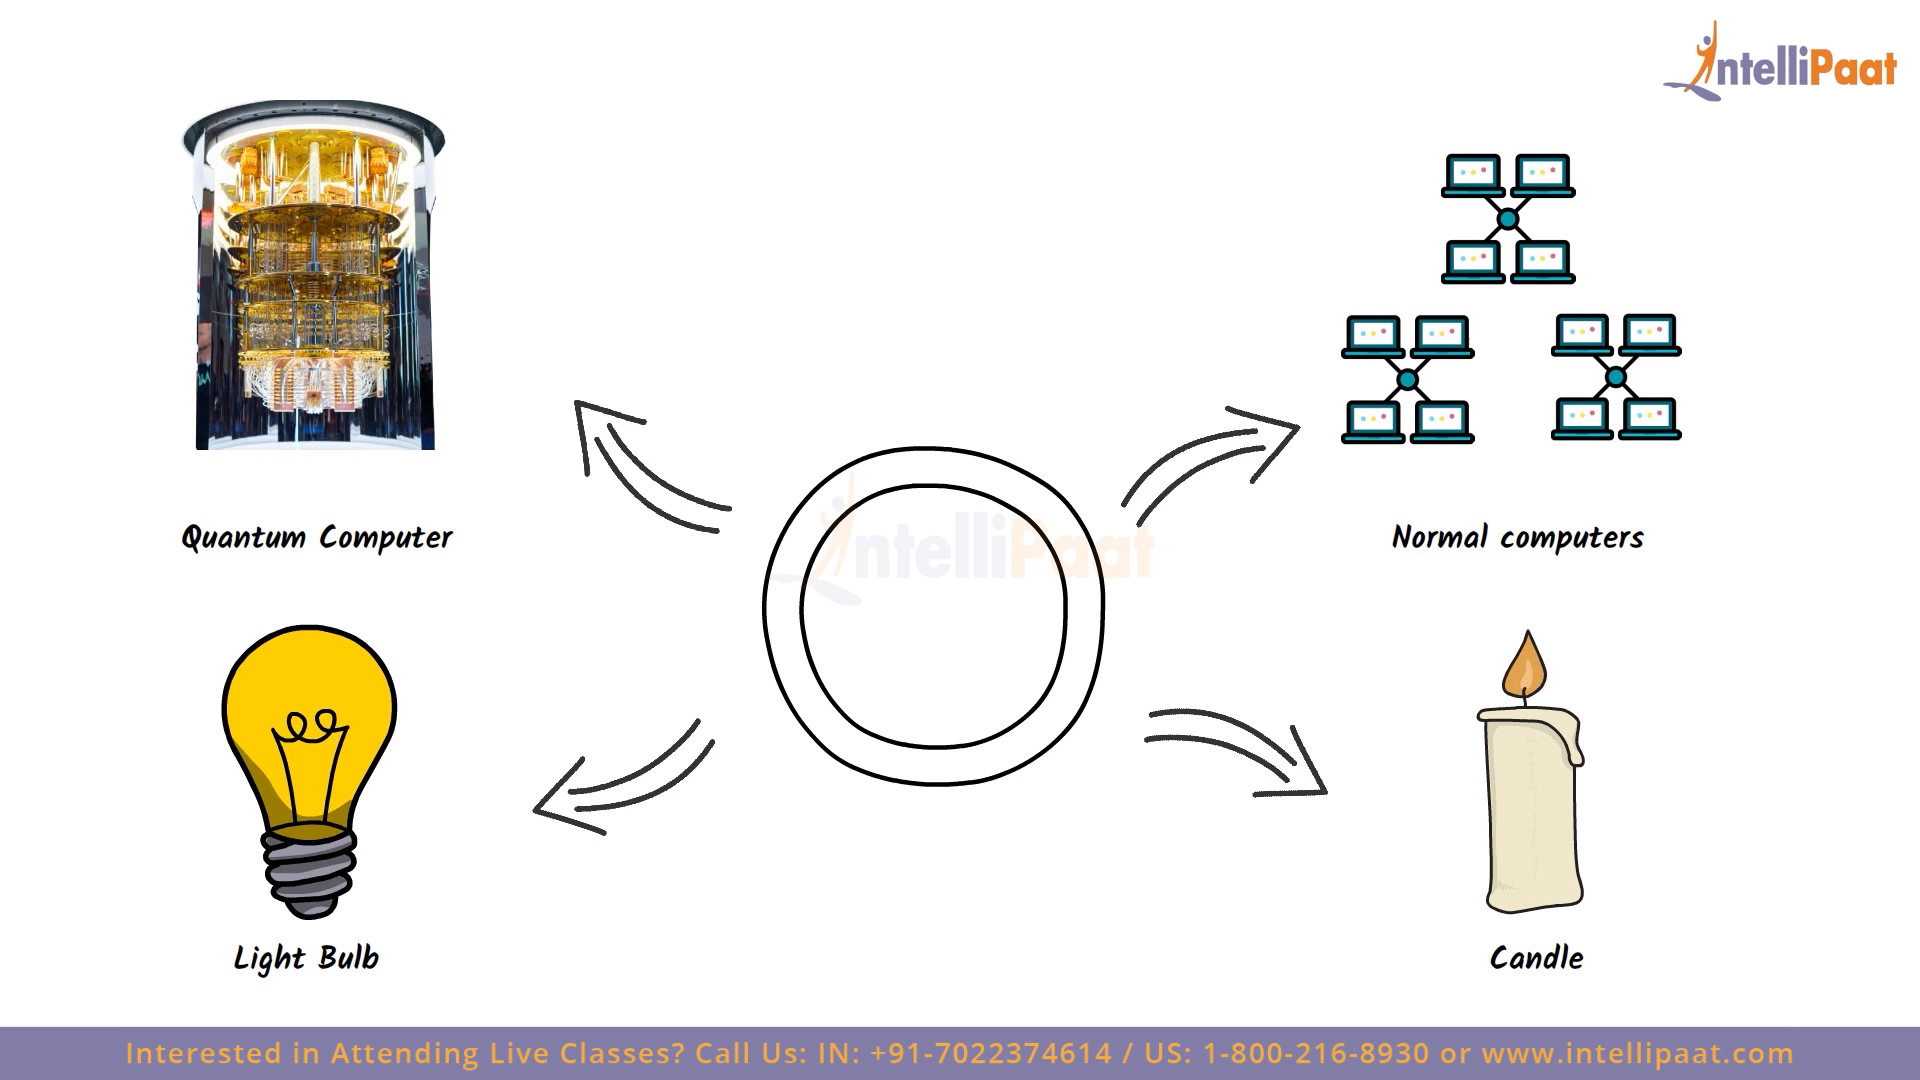 IntelliPaat
Quantum Computer
Normal computers
IntelliPaat
Light Bulb
Candle
Interested in Attending Live Classes? Call Us: IN: +91-7022374614 / US: 1-800-216-8930 or www.intellipaat.com